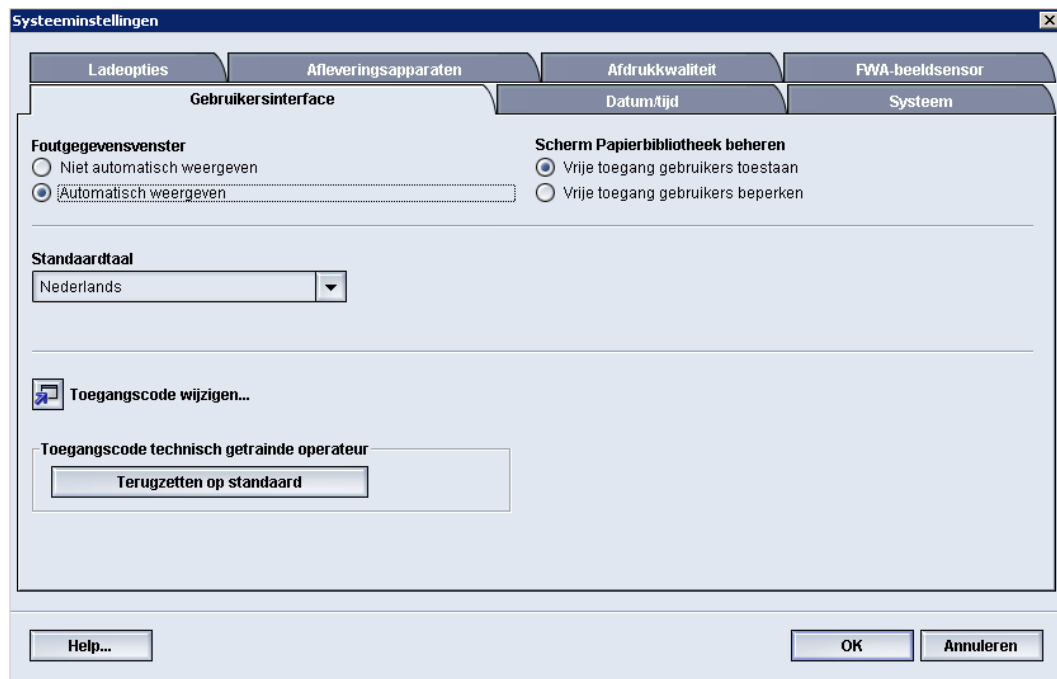 Systeeminstellingen
Ladeopties
Afleveringsapparaten
Afdrukkwaliteit
FWA-beeldsensor
Gebruikersinterface
Datum/tijd
Systeem
Foutgegevensvenster
Niet automatisch weergeven
Automatisch weergeven
Scherm Papierbibliotheek beheren
Vrije toegang gebruikers toestaan
Vrije toegang gebruikers beperken
Standaardtaal
Nederlands
Toegangscode wijzigen...
Toegangscode technisch getrainde operateur
Terugzetten op standaard
Help...
OK
Annuleren